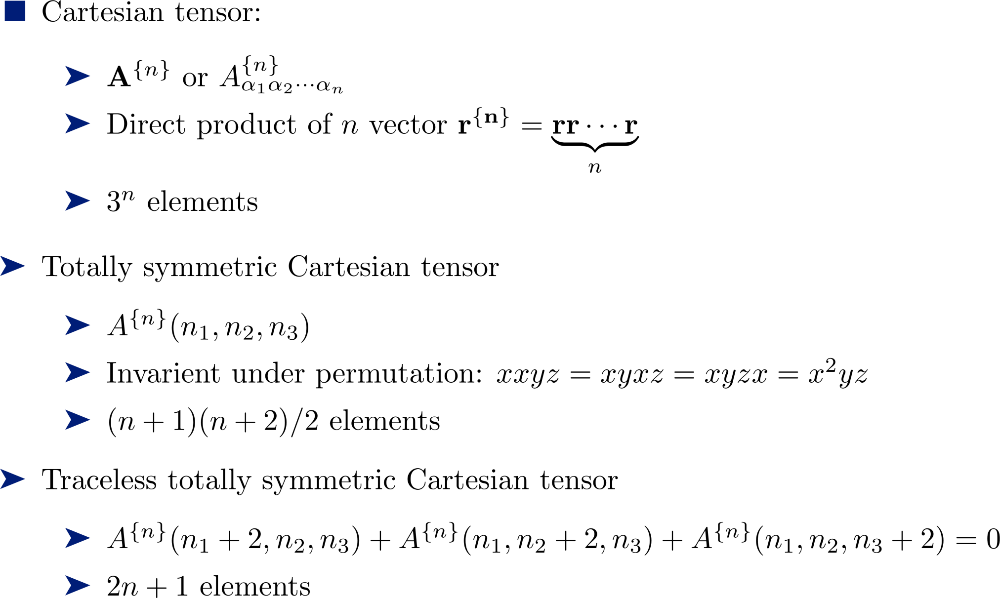 ■ Cartesian tensor:
➤ $\mathbf{A}^{\{n\}}$ or $A^{\{n\}}_{\alpha_1\alpha_2\cdots\alpha_n}$
➤ Direct product of $n$ vector $\mathbf{r}^{\{\mathbf{n}\}} = \underbrace{\mathbf{rr}\cdots\mathbf{r}}_{n}$
➤ $3^n$ elements
➤ Totally symmetric Cartesian tensor
➤ $A^{\{n\}}(n_1, n_2, n_3)$
➤ Invarient under permutation: $xxyz = xyxz = xyzx = x^2yz$
➤ $(n+1)(n+2)/2$ elements
➤ Traceless totally symmetric Cartesian tensor
➤ $A^{\{n\}}(n_1+2, n_2, n_3) + A^{\{n\}}(n_1, n_2+2, n_3) + A^{\{n\}}(n_1, n_2, n_3+2) = 0$
➤ $2n+1$ elements